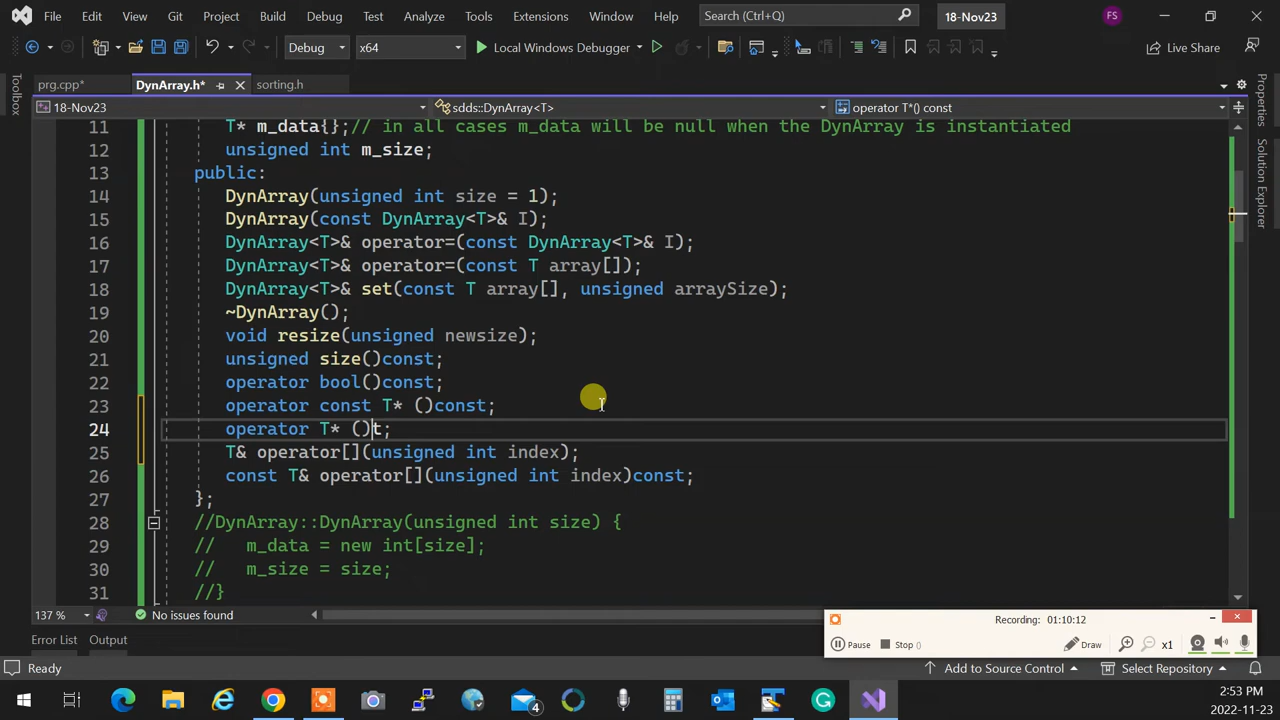 File Edit View Git Project Build Debug Test Analyze Tools Extensions Window Help Search (Ctrl+Q) 18-Nov23 FS
Debug x64 Local Windows Debugger Live Share
prg.cpp* DynArray.h* sorting.h
18-Nov23 sdds::DynArray<T> operator T*() const
11 T* m_data{};// in all cases m_data will be null when the DynArray is instantiated
12 unsigned int m_size;
13 public:
14 DynArray(unsigned int size = 1);
15 DynArray(const DynArray<T>& I);
16 DynArray<T>& operator=(const DynArray<T>& I);
17 DynArray<T>& operator=(const T array[]);
18 DynArray<T>& set(const T array[], unsigned arraySize);
19 ~DynArray();
20 void resize(unsigned newsize);
21 unsigned size()const;
22 operator bool()const;
23 operator const T* ()const;
24 operator T* ()t;
25 T& operator[](unsigned int index);
26 const T& operator[](unsigned int index)const;
27 };
28 //DynArray::DynArray(unsigned int size) {
29 // m_data = new int[size];
30 // m_size = size;
31 //}
Toolbox
Properties
Solution Explorer
137 % No issues found
Recording: 01:10:12
Pause Stop () Draw x1
Error List Output
Ready Add to Source Control Select Repository
4
2:53 PM
2022-11-23